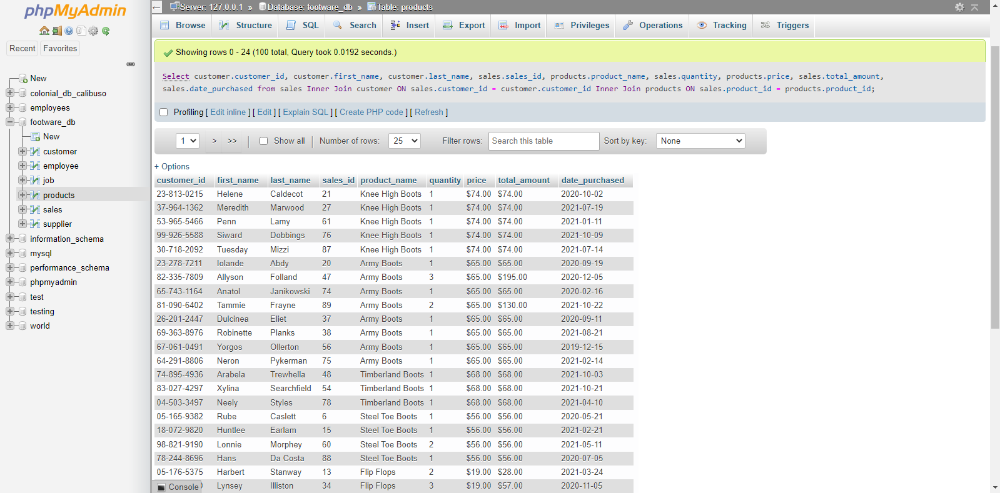 phpMyAdmin
Recent Favorites
New
colonial_db_calibuso
employees
footware_db
New
customer
employee
job
products
sales
supplier
information_schema
mysql
performance_schema
phpmyadmin
test
testing
world
Server: 127.0.0.1 » Database: footware_db » Table: products
Browse Structure SQL Search Insert Export Import Privileges Operations Tracking Triggers
Showing rows 0 - 24 (100 total, Query took 0.0192 seconds.)
Select customer.customer_id, customer.first_name, customer.last_name, sales.sales_id, products.product_name, sales.quantity, products.price, sales.total_amount,
sales.date_purchased from sales Inner Join customer ON sales.customer_id = customer.customer_id Inner Join products ON sales.product_id = products.product_id;
Profiling [ Edit inline ] [ Edit ] [ Explain SQL ] [ Create PHP code ] [ Refresh ]
1 > >> Show all Number of rows: 25 Filter rows: Search this table Sort by key: None
+ Options
customer_id first_name last_name sales_id product_name quantity price total_amount date_purchased
23-813-0215 Helene Caldecot 21 Knee High Boots 1 $74.00 $74.00 2020-10-02
37-964-1362 Meredith Marwood 27 Knee High Boots 1 $74.00 $74.00 2021-07-19
53-965-5466 Penn Lamy 61 Knee High Boots 1 $74.00 $74.00 2021-01-11
99-926-5588 Siward Dobbings 76 Knee High Boots 1 $74.00 $74.00 2021-10-09
30-718-2092 Tuesday Mizzi 87 Knee High Boots 1 $74.00 $74.00 2021-07-14
23-278-7211 Iolande Abdy 20 Army Boots 1 $65.00 $65.00 2020-09-19
82-335-7809 Allyson Folland 47 Army Boots 3 $65.00 $195.00 2020-12-05
65-743-1164 Anatol Janikowski 74 Army Boots 1 $65.00 $65.00 2020-02-16
81-090-6402 Tammie Frayne 89 Army Boots 2 $65.00 $130.00 2021-10-22
26-201-2447 Dulcinea Eliet 37 Army Boots 1 $65.00 $65.00 2020-09-11
69-363-8976 Robinette Planks 38 Army Boots 1 $65.00 $65.00 2021-08-21
67-061-0491 Yorgos Ollerton 56 Army Boots 1 $65.00 $65.00 2019-12-15
64-291-8806 Neron Pykerman 75 Army Boots 1 $65.00 $65.00 2021-02-14
74-895-4936 Arabela Trewhella 48 Timberland Boots 1 $68.00 $68.00 2021-10-03
83-027-4297 Xylina Searchfield 54 Timberland Boots 1 $68.00 $68.00 2021-10-21
04-503-3497 Neely Styles 78 Timberland Boots 1 $68.00 $68.00 2021-04-10
05-165-9382 Rube Caslett 6 Steel Toe Boots 1 $56.00 $56.00 2020-05-21
18-072-9820 Huntlee Earlam 15 Steel Toe Boots 1 $56.00 $56.00 2021-02-21
98-821-9190 Lonnie Morphey 60 Steel Toe Boots 2 $56.00 $56.00 2021-05-11
78-244-8696 Hans Da Costa 88 Steel Toe Boots 1 $56.00 $56.00 2020-07-05
05-176-5375 Harbert Stanway 13 Flip Flops 2 $19.00 $28.00 2021-03-24
Console Lynsey Illiston 34 Flip Flops 3 $19.00 $57.00 2020-11-05